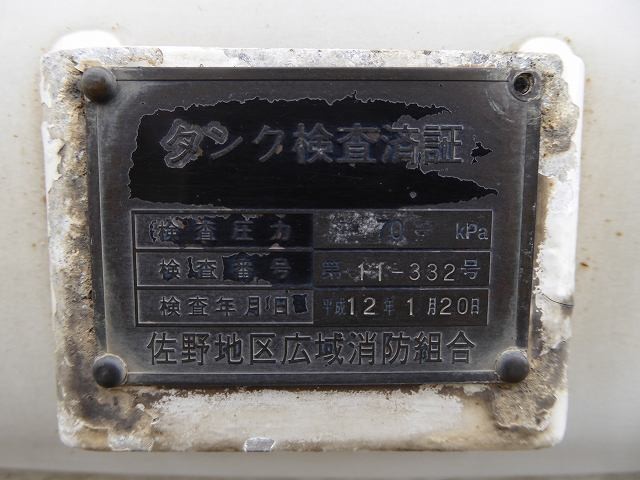 タンク検査済証
検査圧力 70 kPa
検査番号 第 11-332号
検査年月日 平成12年 1月20日
佐野地区広域消防組合